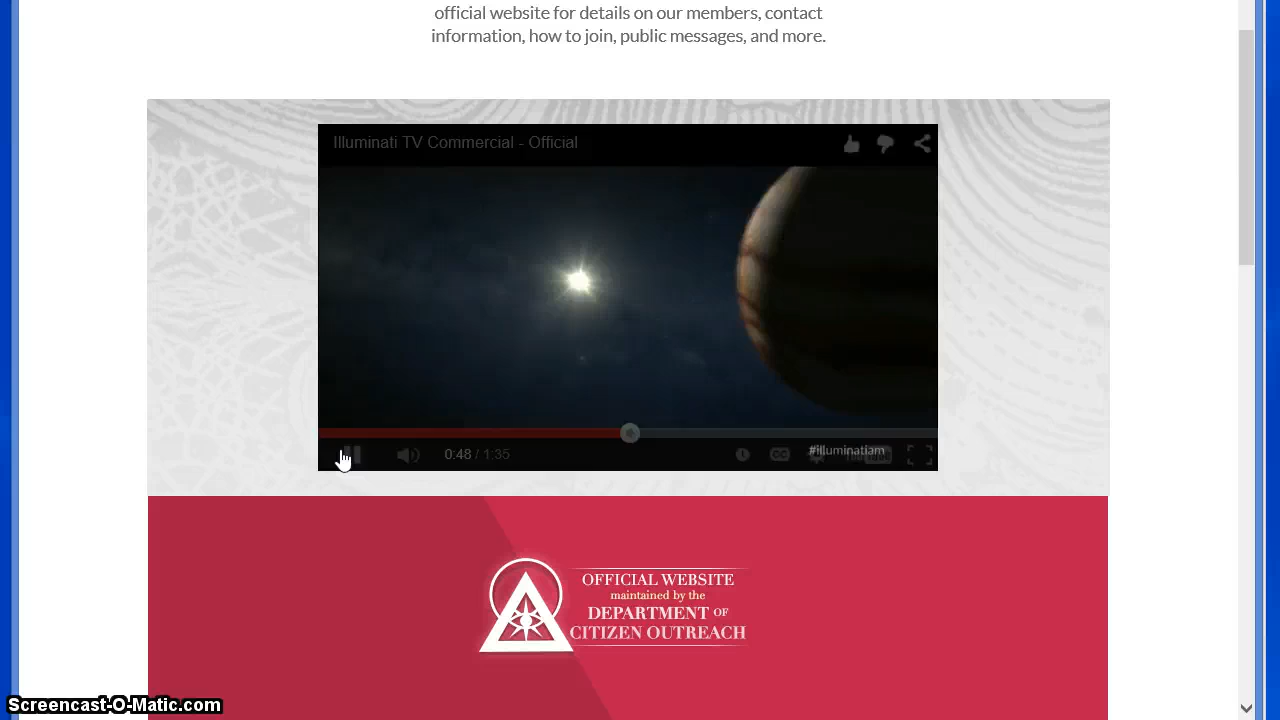 official website for details on our members, contact
information, how to join, public messages, and more.
Illuminati TV Commercial - Official
0:48 / 1:35
CC
#illuminatiam
OFFICIAL WEBSITE
maintained by the
DEPARTMENT OF
CITIZEN OUTREACH
Screencast-O-Matic.com